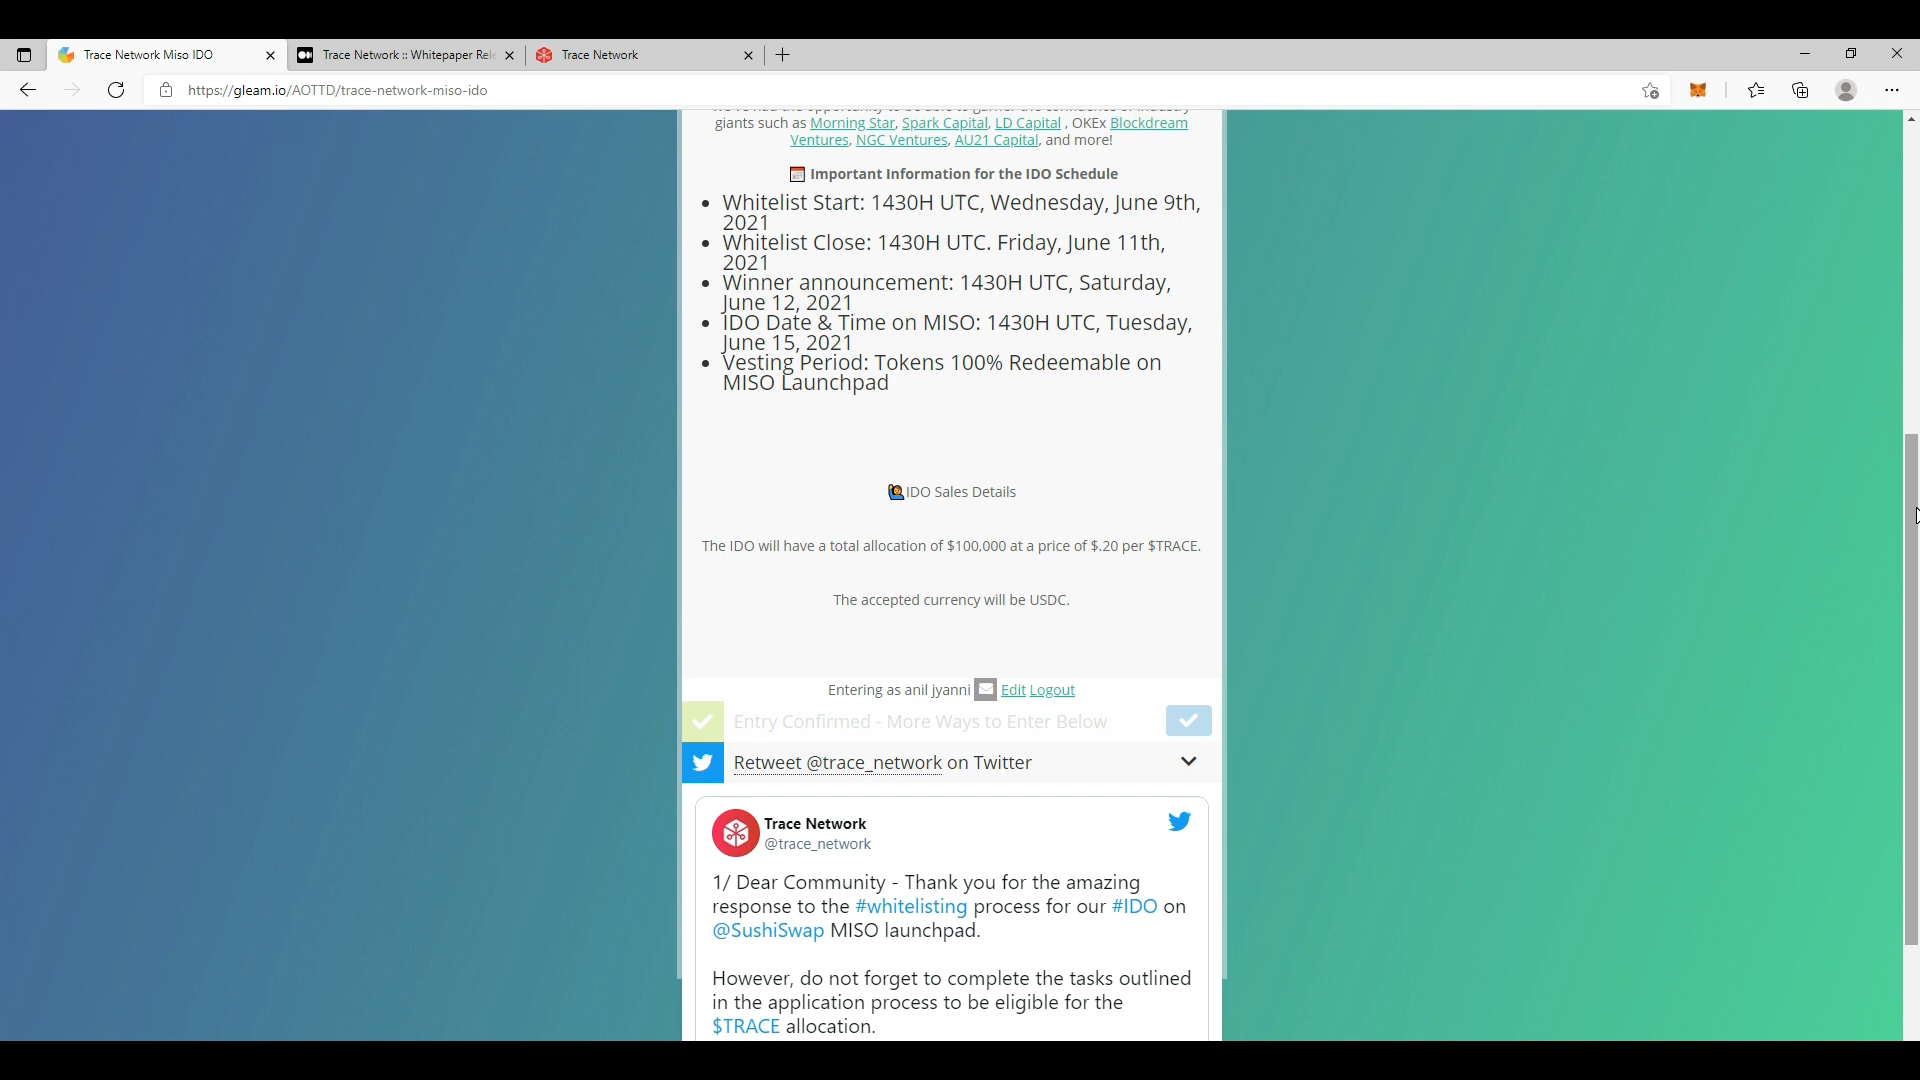 Trace Network Miso IDO
Trace Network :: Whitepaper Rele
Trace Network
https://gleam.io/AOTTD/trace-network-miso-ido
giants such as Morning Star, Spark Capital, LD Capital , OKEx Blockdream
Ventures, NGC Ventures, AU21 Capital, and more!
Important Information for the IDO Schedule
• Whitelist Start: 1430H UTC, Wednesday, June 9th,
2021
• Whitelist Close: 1430H UTC. Friday, June 11th,
2021
• Winner announcement: 1430H UTC, Saturday,
June 12, 2021
• IDO Date & Time on MISO: 1430H UTC, Tuesday,
June 15, 2021
• Vesting Period: Tokens 100% Redeemable on
MISO Launchpad
IDO Sales Details
The IDO will have a total allocation of $100,000 at a price of $.20 per $TRACE.
The accepted currency will be USDC.
Entering as anil jyanni Edit Logout
Entry Confirmed - More Ways to Enter Below
Retweet @trace_network on Twitter
Trace Network
@trace_network
1/ Dear Community - Thank you for the amazing
response to the #whitelisting process for our #IDO on
@SushiSwap MISO launchpad.
However, do not forget to complete the tasks outlined
in the application process to be eligible for the
$TRACE allocation.